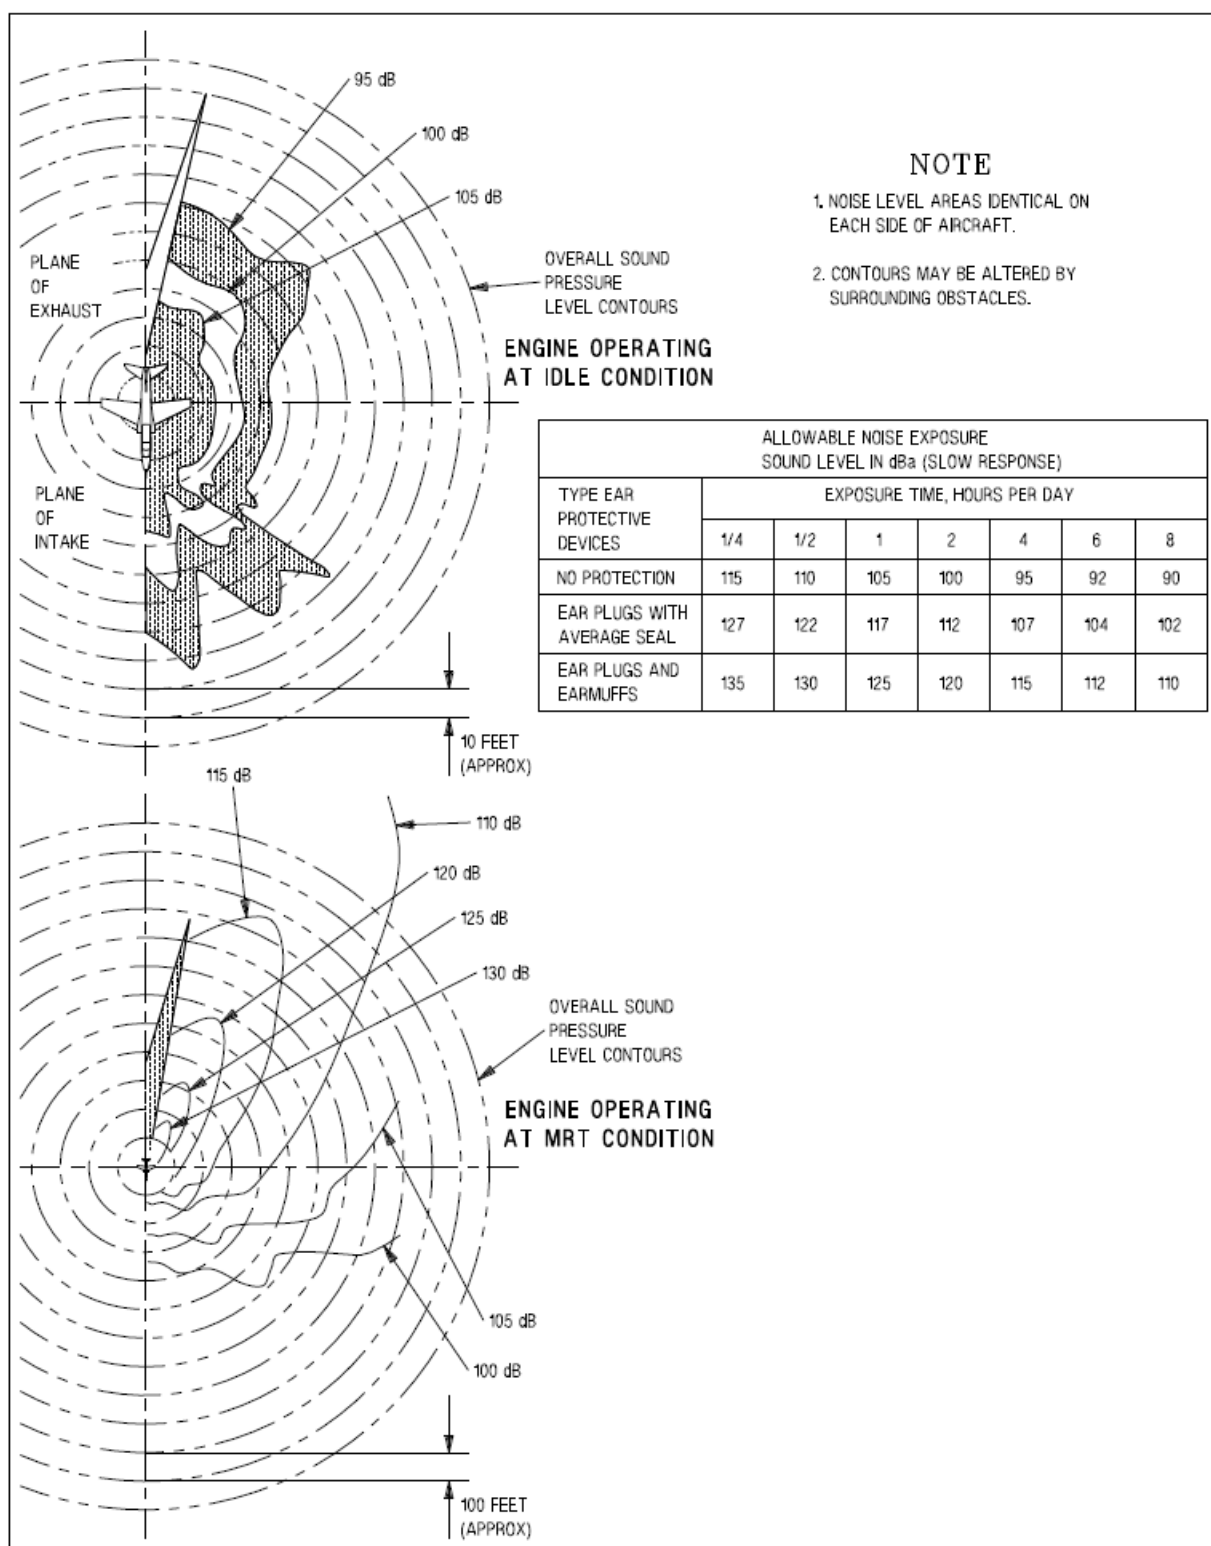 95 dB
100 dB
105 dB
PLANE
OF
EXHAUST
OVERALL SOUND
PRESSURE
LEVEL CONTOURS
ENGINE OPERATING
AT IDLE CONDITION
PLANE
OF
INTAKE
10 FEET
(APPROX)
NOTE
1. NOISE LEVEL AREAS IDENTICAL ON
EACH SIDE OF AIRCRAFT.
2. CONTOURS MAY BE ALTERED BY
SURROUNDING OBSTACLES.
ALLOWABLE NOISE EXPOSURE
SOUND LEVEL IN dBa (SLOW RESPONSE)
TYPE EAR
PROTECTIVE
DEVICES
EXPOSURE TIME, HOURS PER DAY
1/4 1/2 1 2 4 6 8
NO PROTECTION 115 110 105 100 95 92 90
EAR PLUGS WITH
AVERAGE SEAL 127 122 117 112 107 104 102
EAR PLUGS AND
EARMUFFS 135 130 125 120 115 112 110
115 dB
110 dB
120 dB
125 dB
130 dB
OVERALL SOUND
PRESSURE
LEVEL CONTOURS
ENGINE OPERATING
AT MRT CONDITION
105 dB
100 dB
100 FEET
(APPROX)